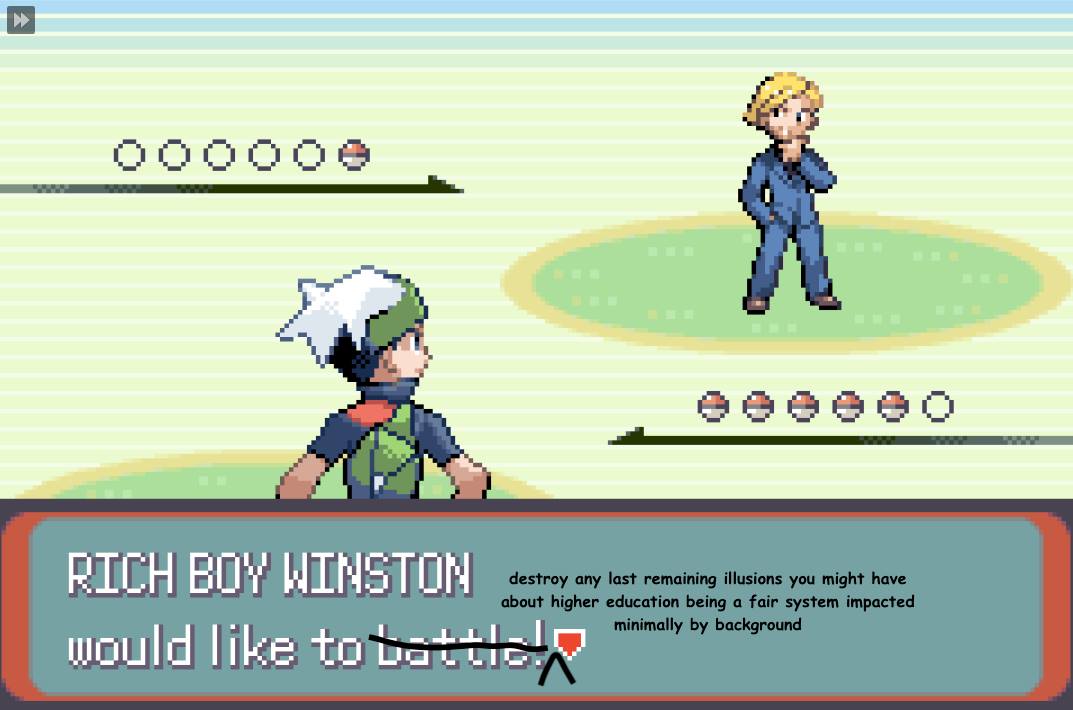 RICH BOY WINSTON
would like to battle!
destroy any last remaining illusions you might have
about higher education being a fair system impacted
minimally by background